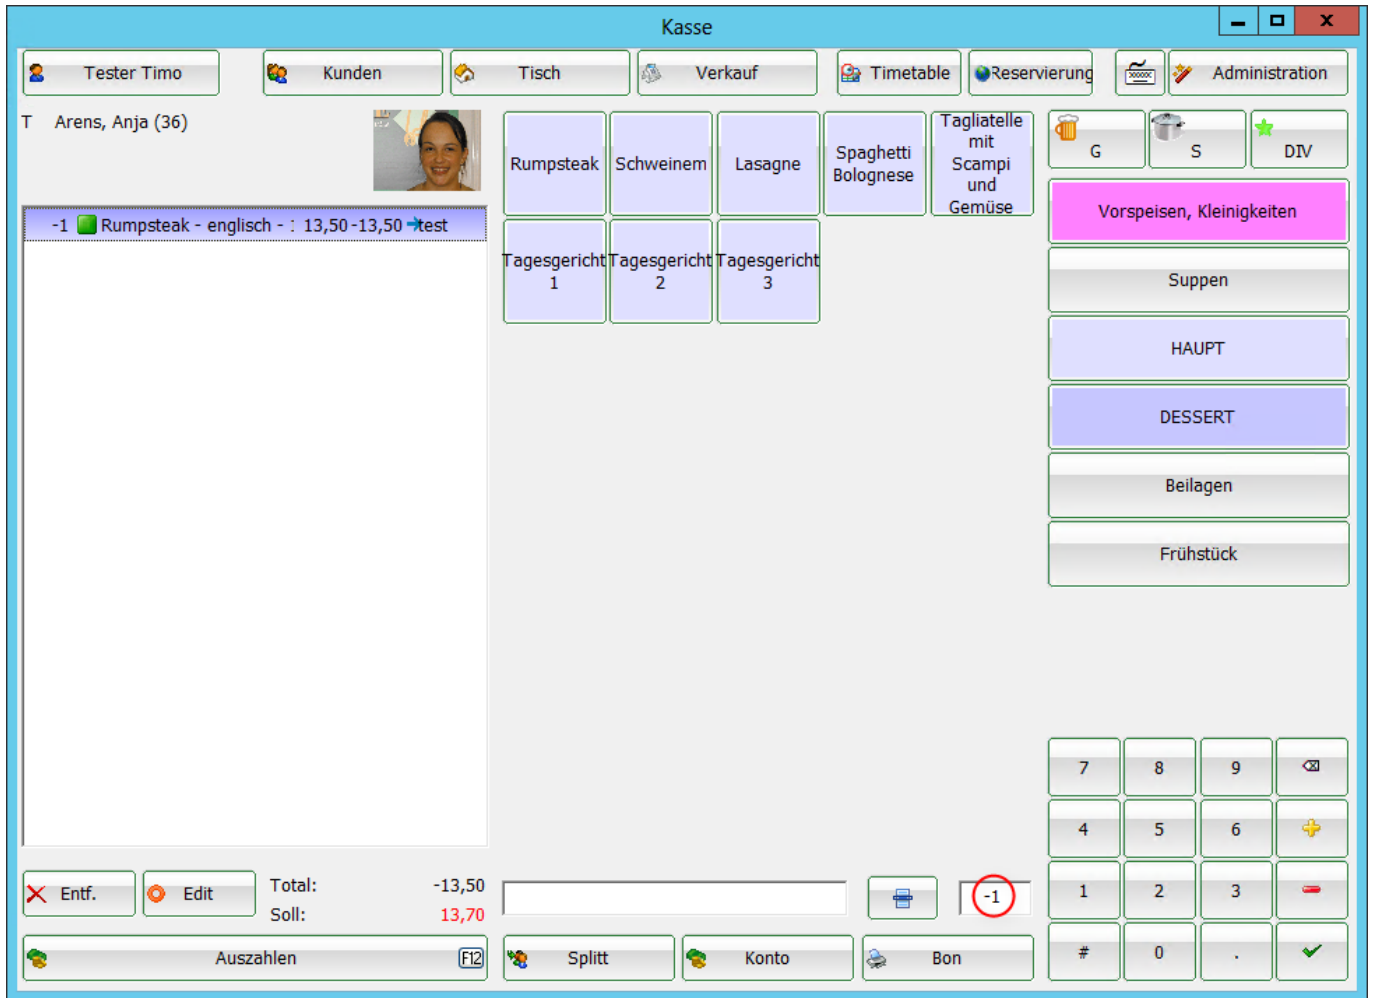 Kasse
Tester Timo
Kunden
Tisch
Verkauf
Timetable
Reservierung
Administration
T Arens, Anja (36)
Rumpsteak
Schweinem
Lasagne
Spaghetti
Bolognese
Tagliatelle
mit
Scampi
und
Gemüse
G
S
DIV
-1 Rumpsteak - englisch - : 13,50 -13,50 test
Tagesgericht
1
Tagesgericht
2
Tagesgericht
3
Vorspeisen, Kleinigkeiten
Suppen
HAUPT
DESSERT
Beilagen
Frühstück
7 8 9
4 5 6
1 2 3
# 0 .
Entf.
Edit
Total: -13,50
Soll: 13,70
-1
Auszahlen F12
Splitt
Konto
Bon